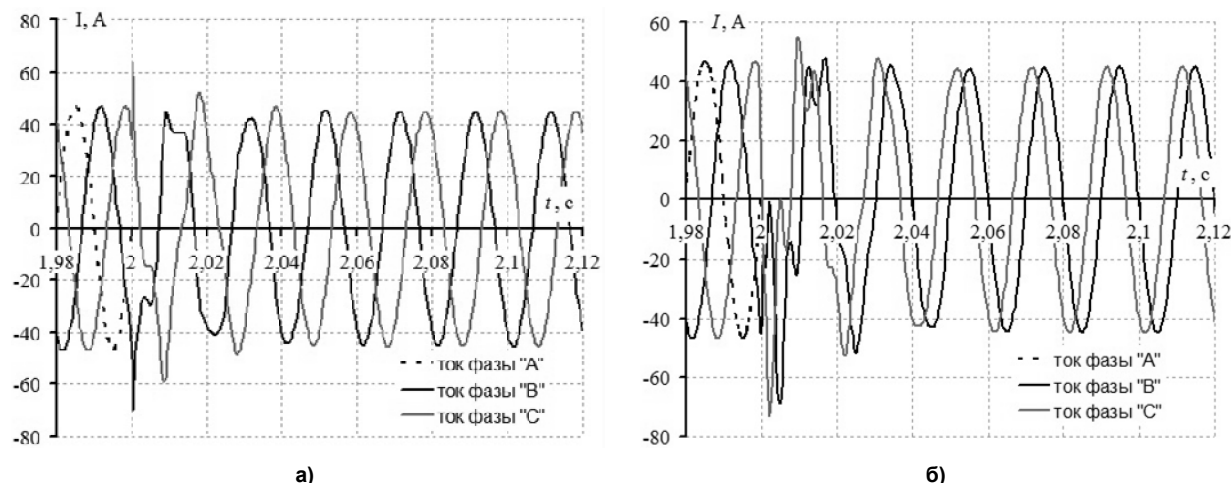 I, А
80
60
40
20
0
-20
-40
-60
-80
1,98
2
2,02
2,04
2,06
2,08
2,1
2,12
t, с
ток фазы "А"
ток фазы "В"
ток фазы "С"
а)
I, А
60
40
20
0
-20
-40
-60
-80
1,98
2
2,02
2,04
2,06
2,08
2,1
2,12
t, с
ток фазы "А"
ток фазы "В"
ток фазы "С"
б)